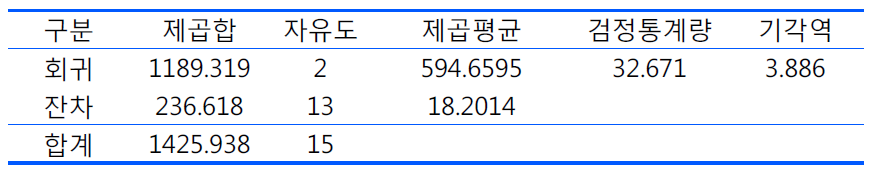 구분 제곱합 자유도 제곱평균 검정통계량 기각역
회귀 1189.319 2 594.6595 32.671 3.886
잔차 236.618 13 18.2014
합계 1425.938 15